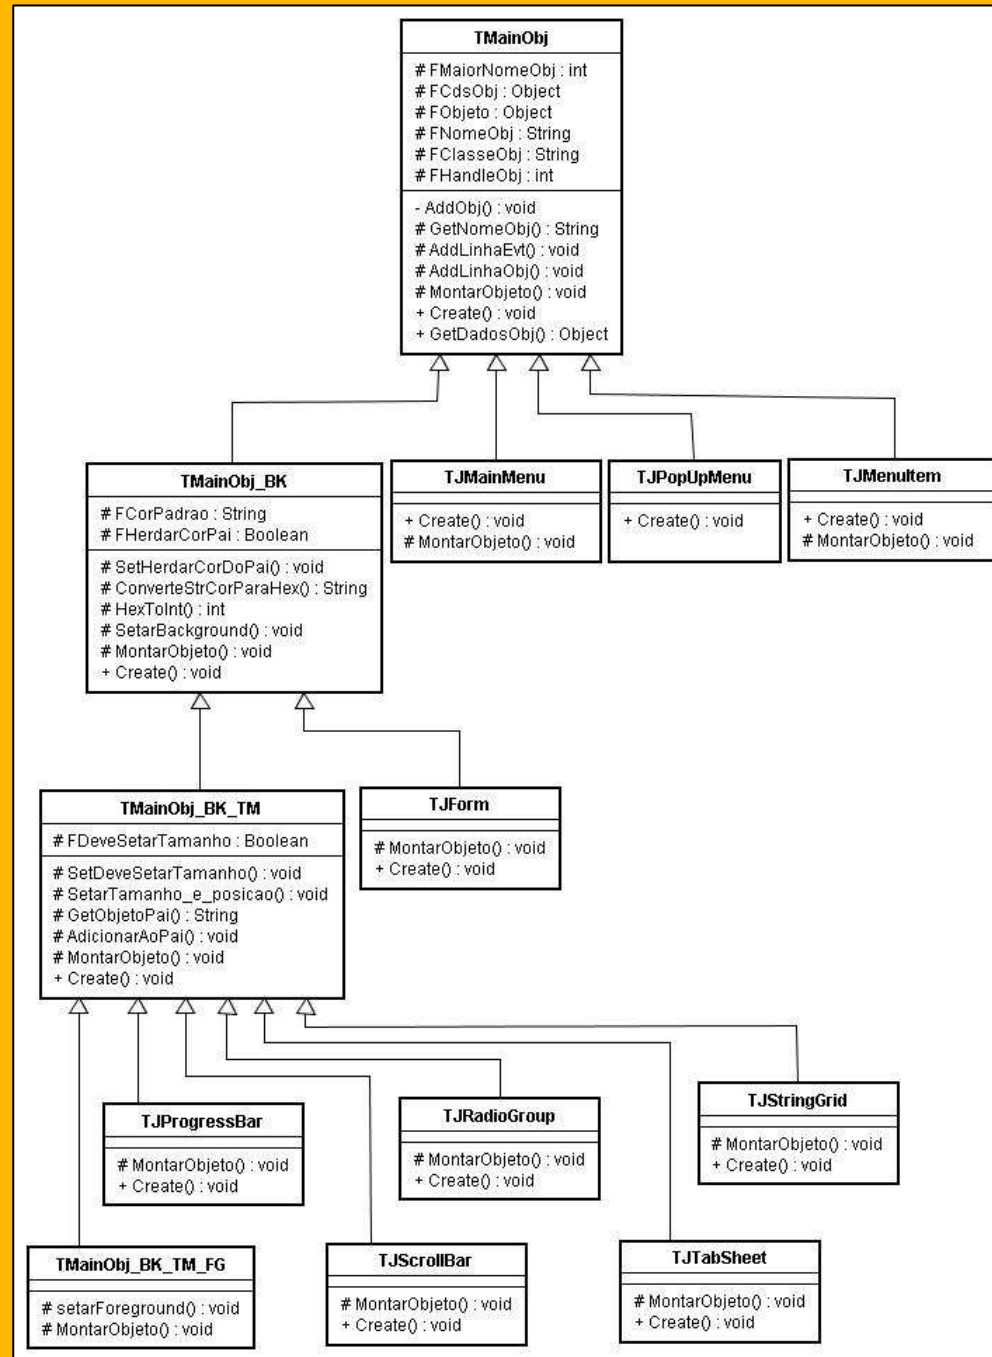 TMainObj
# FMaiorNomeObj : int
# FCdsObj : Object
# FObjeto : Object
# FNomeObj : String
# FClasseObj : String
# FHandleObj : int
- AddObj() : void
# GetNomeObj() : String
# AddLinhaEvt() : void
# AddLinhaObj() : void
# MontarObjeto() : void
+ Create() : void
+ GetDadosObj() : Object
TMainObj_BK
# FCorPadrao : String
# FHerdarCorPai : Boolean
# SetHerdarCorDoPai() : void
# ConverteStrCorParaHex() : String
# HexToInt() : int
# SetarBackground() : void
# MontarObjeto() : void
+ Create() : void
TJMainMenu
+ Create() : void
# MontarObjeto() : void
TJPopUpMenu
+ Create() : void
TJMenuItem
+ Create() : void
# MontarObjeto() : void
TMainObj_BK_TM
# FDeveSetarTamanho : Boolean
# SetDeveSetarTamanho() : void
# SetarTamanho_e_posicao() : void
# GetObjetoPai() : String
# AdicionarAoPai() : void
# MontarObjeto() : void
+ Create() : void
TJForm
# MontarObjeto() : void
+ Create() : void
TJProgressBar
# MontarObjeto() : void
+ Create() : void
TJRadioGroup
# MontarObjeto() : void
+ Create() : void
TJStringGrid
# MontarObjeto() : void
+ Create() : void
TMainObj_BK_TM_FG
# setarForeground() : void
# MontarObjeto() : void
TJScrollBar
# MontarObjeto() : void
+ Create() : void
TJTabSheet
# MontarObjeto() : void
+ Create() : void